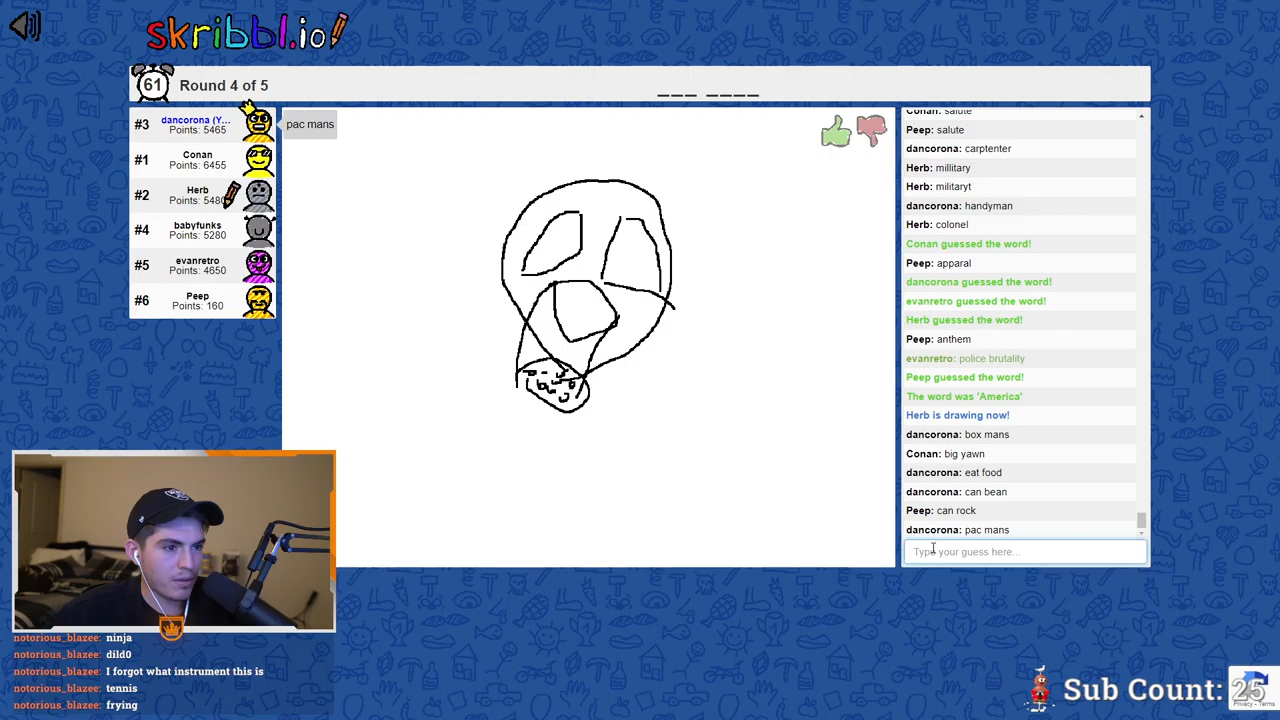 skribbl.io
61
Round 4 of 5
___ ____
#3
dancorona (Y...
Points: 5465
#1
Conan
Points: 6455
#2
Herb
Points: 5480
#4
babyfunks
Points: 5280
#5
evanretro
Points: 4650
#6
Peep
Points: 160
pac mans
Conan: salute
Peep: salute
dancorona: carptenter
Herb: millitary
Herb: militaryt
dancorona: handyman
Herb: colonel
Conan guessed the word!
Peep: apparal
dancorona guessed the word!
evanretro guessed the word!
Herb guessed the word!
Peep: anthem
evanretro: police brutality
Peep guessed the word!
The word was 'America'
Herb is drawing now!
dancorona: box mans
Conan: big yawn
dancorona: eat food
dancorona: can bean
Peep: can rock
dancorona: pac mans
Type your guess here...
notorious_blazee: ninja
notorious_blazee: dild0
notorious_blazee: I forgot what instrument this is
notorious_blazee: tennis
notorious_blazee: frying
Sub Count: 25
Privacy - Terms